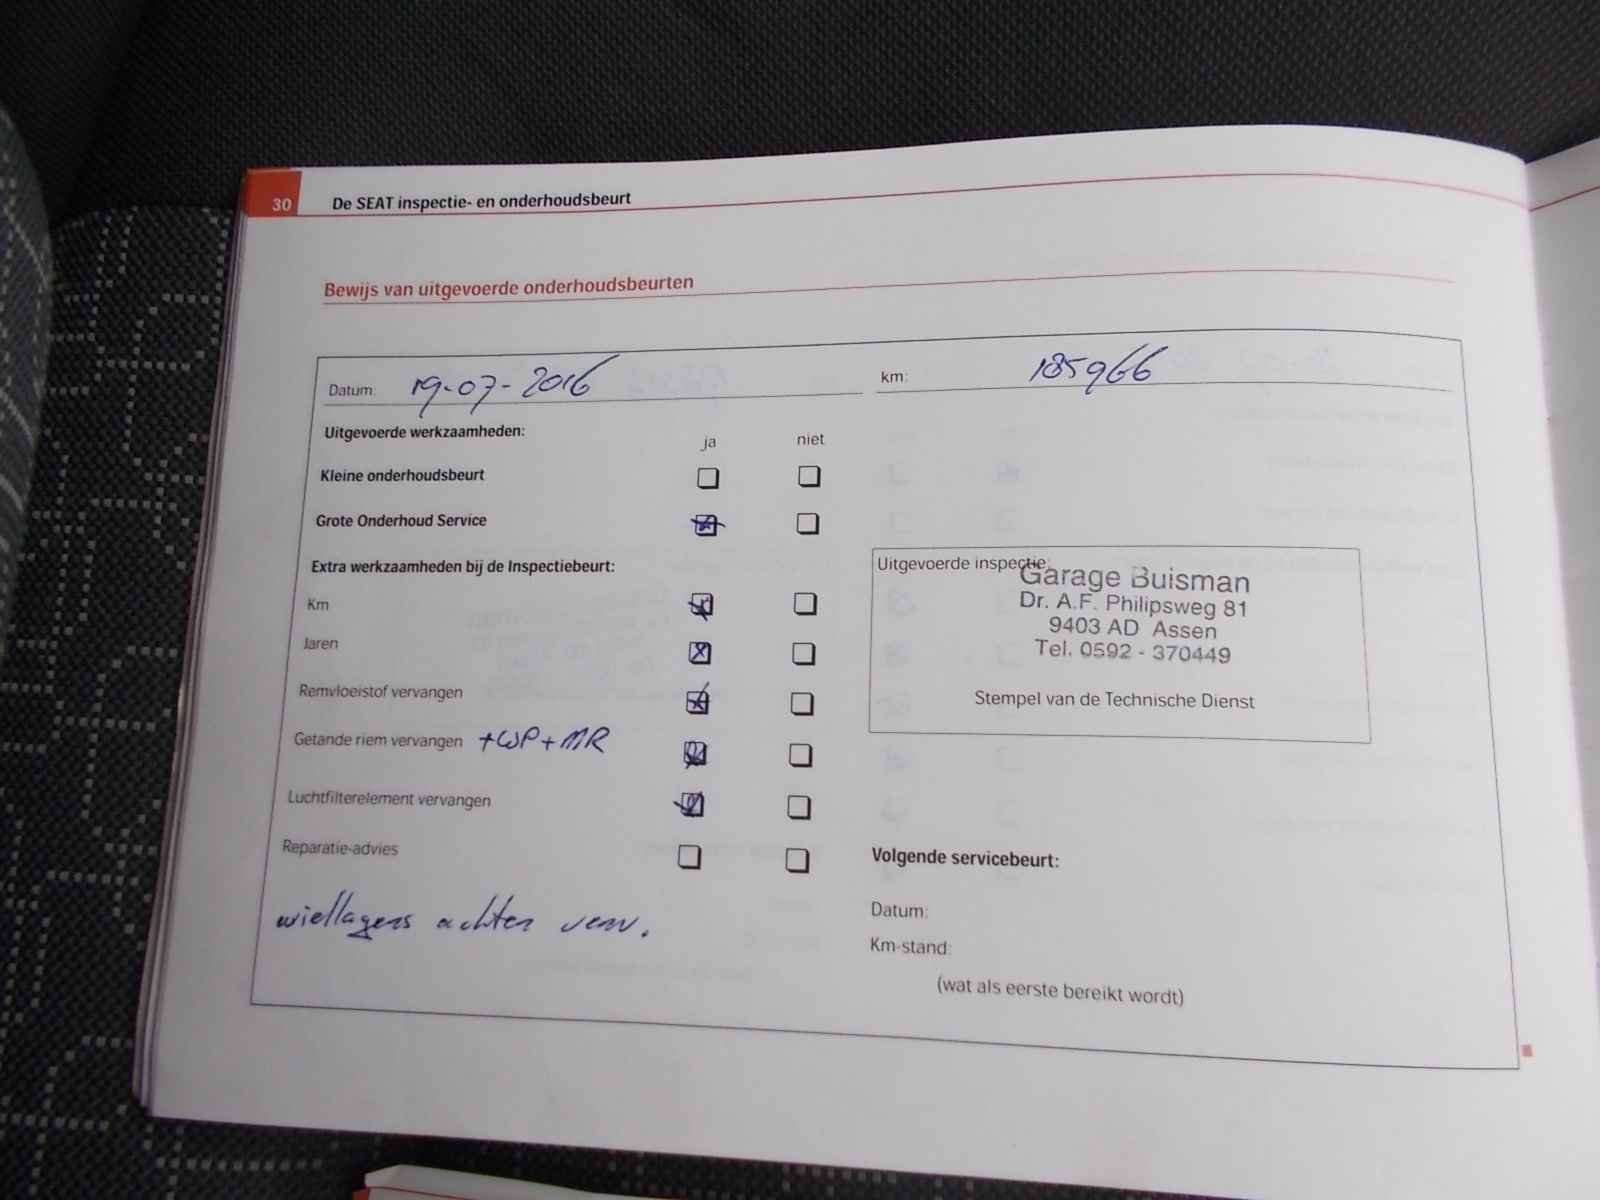 30 De SEAT inspectie- en onderhoudsbeurt
Bewijs van uitgevoerde onderhoudsbeurten
Datum: 19-07-2016 km: 185966
Uitgevoerde werkzaamheden: ja niet
Kleine onderhoudsbeurt
Grote Onderhoud Service
Extra werkzaamheden bij de Inspectiebeurt:
Km
Jaren
Remvloeistof vervangen
Getande riem vervangen +WP+MR
Luchtfilterelement vervangen
Reparatie-advies
wiellagers achter verv.
Uitgevoerde inspectie:
Garage Buisman
Dr. A.F. Philipsweg 81
9403 AD Assen
Tel. 0592 - 370449
Stempel van de Technische Dienst
Volgende servicebeurt:
Datum:
Km-stand:
(wat als eerste bereikt wordt)